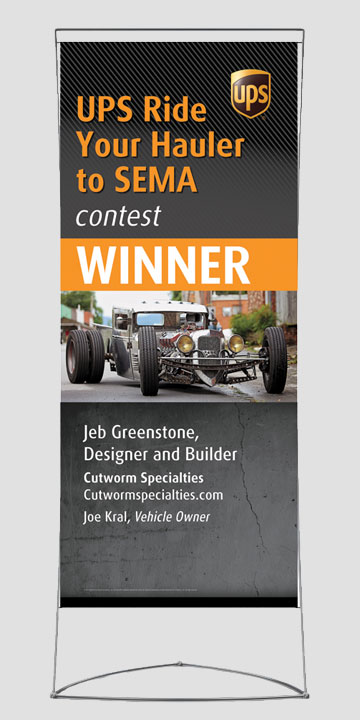 ups
UPS Ride
Your Hauler
to SEMA
contest
WINNER
Jeb Greenstone,
Designer and Builder
Cutworm Specialties
Cutwormspecialties.com
Joe Kral, Vehicle Owner